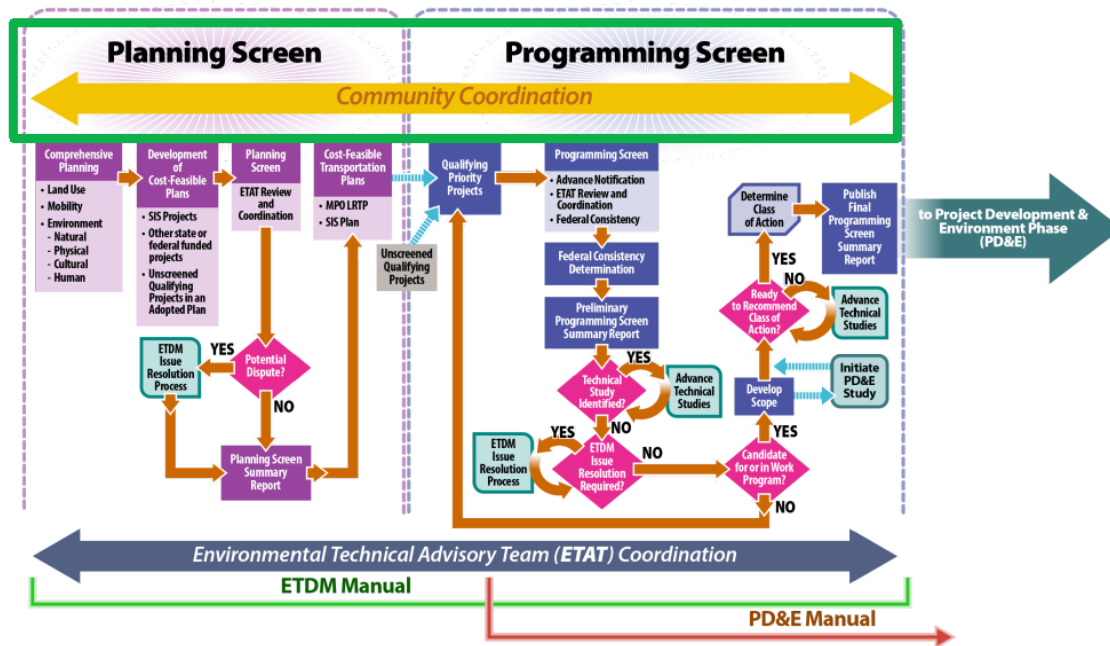 Planning Screen
Programming Screen
Community Coordination
Comprehensive
Planning
• Land Use
• Mobility
• Environment
- Natural
- Physical
- Cultural
- Human
Development
of
Cost-Feasible
Plans
• SIS Projects
• Other state or
federal funded
projects
• Unscreened
Qualifying
Projects in an
Adopted Plan
Planning
Screen
ETAT Review
and
Coordination
Cost-Feasible
Transportation
Plans
• MPO LRTP
• SIS Plan
Unscreened
Qualifying
Projects
Potential
Dispute?
YES
NO
ETDM
Issue
Resolution
Process
Planning Screen
Summary
Report
Qualifying
Priority
Projects
Programming Screen
• Advance Notification
• ETAT Review and
Coordination
• Federal Consistency
Federal Consistency
Determination
Preliminary
Programming Screen
Summary Report
Technical
Study
Identified?
YES
Advance
Technical Studies
NO
ETDM
Issue
Resolution
Required?
YES
ETDM
Issue
Resolution
Process
NO
Candidate
for or in Work
Program?
NO
YES
Develop
Scope
Initiate
PD&E
Study
Ready
to Recommend
Class of
Action?
NO
Advance
Technical
Studies
YES
Determine
Class
of Action
Publish
Final
Programming
Screen
Summary
Report
to Project Development &
Environment Phase
(PD&E)
Environmental Technical Advisory Team (ETAT) Coordination
ETDM Manual
PD&E Manual